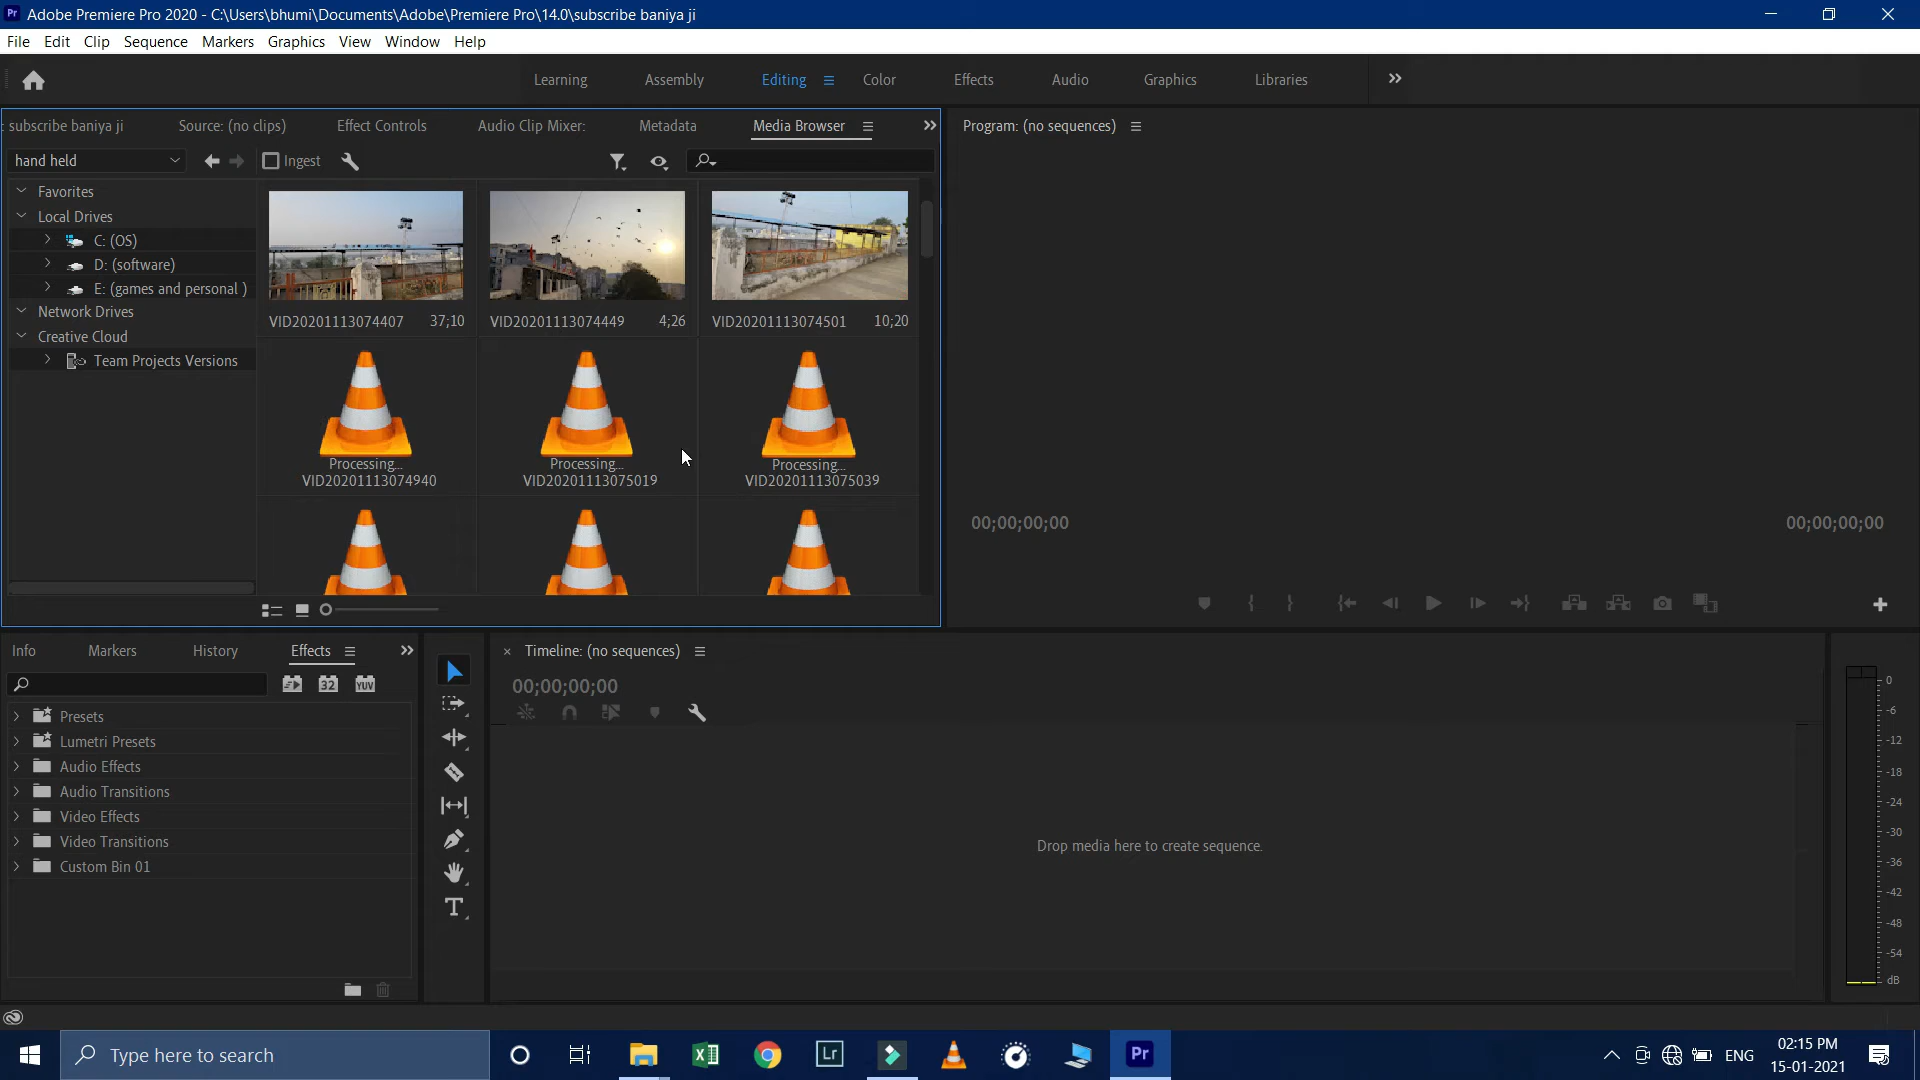 Pr Adobe Premiere Pro 2020 - C:\Users\bhumi\Documents\Adobe\Premiere Pro\14.0\subscribe baniya ji
File Edit Clip Sequence Markers Graphics View Window Help
Learning Assembly Editing Color Effects Audio Graphics Libraries
: subscribe baniya ji Source: (no clips) Effect Controls Audio Clip Mixer: Metadata Media Browser
Program: (no sequences)
hand held Ingest
Favorites
Local Drives
C: (OS)
D: (software)
E: (games and personal )
Network Drives
Creative Cloud
Team Projects Versions
VID20201113074407 37;10 VID20201113074449 4;26 VID20201113074501 10;20
Processing... Processing... Processing...
VID20201113074940 VID20201113075019 VID20201113075039
00;00;00;00 00;00;00;00
Info Markers History Effects
32 YUV
Presets
Lumetri Presets
Audio Effects
Audio Transitions
Video Effects
Video Transitions
Custom Bin 01
T
× Timeline: (no sequences)
00;00;00;00
Drop media here to create sequence.
0
-6
-12
-18
-24
-30
-36
-42
-48
-54
dB
Type here to search
Lr Pr
ENG
02:15 PM
15-01-2021